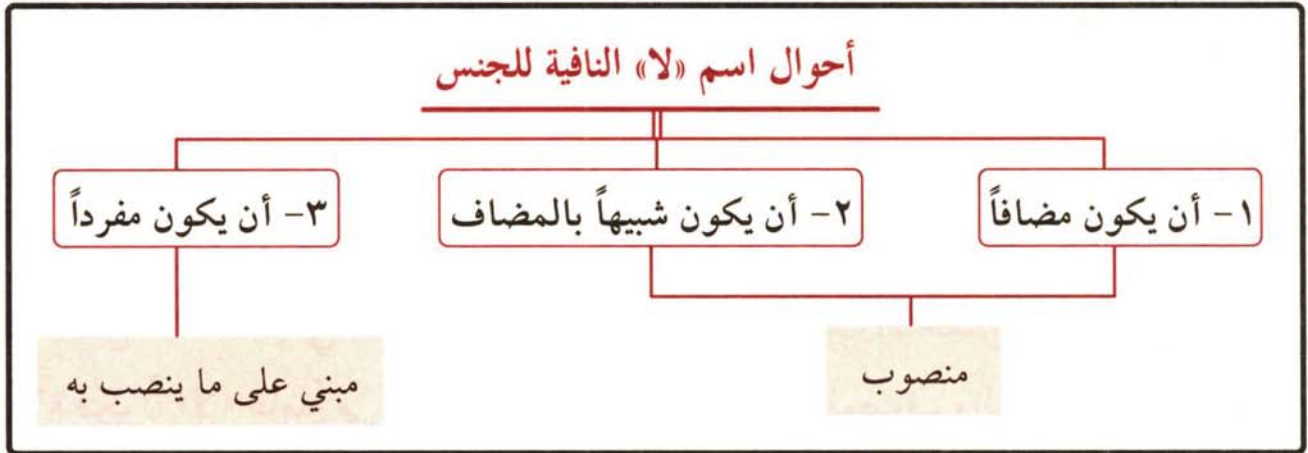 أحوال اسم «لا» النافية للجنس
١- أن يكون مضافاً
٢- أن يكون شبيهاً بالمضاف
٣- أن يكون مفرداً
منصوب
مبني على ما ينصب به